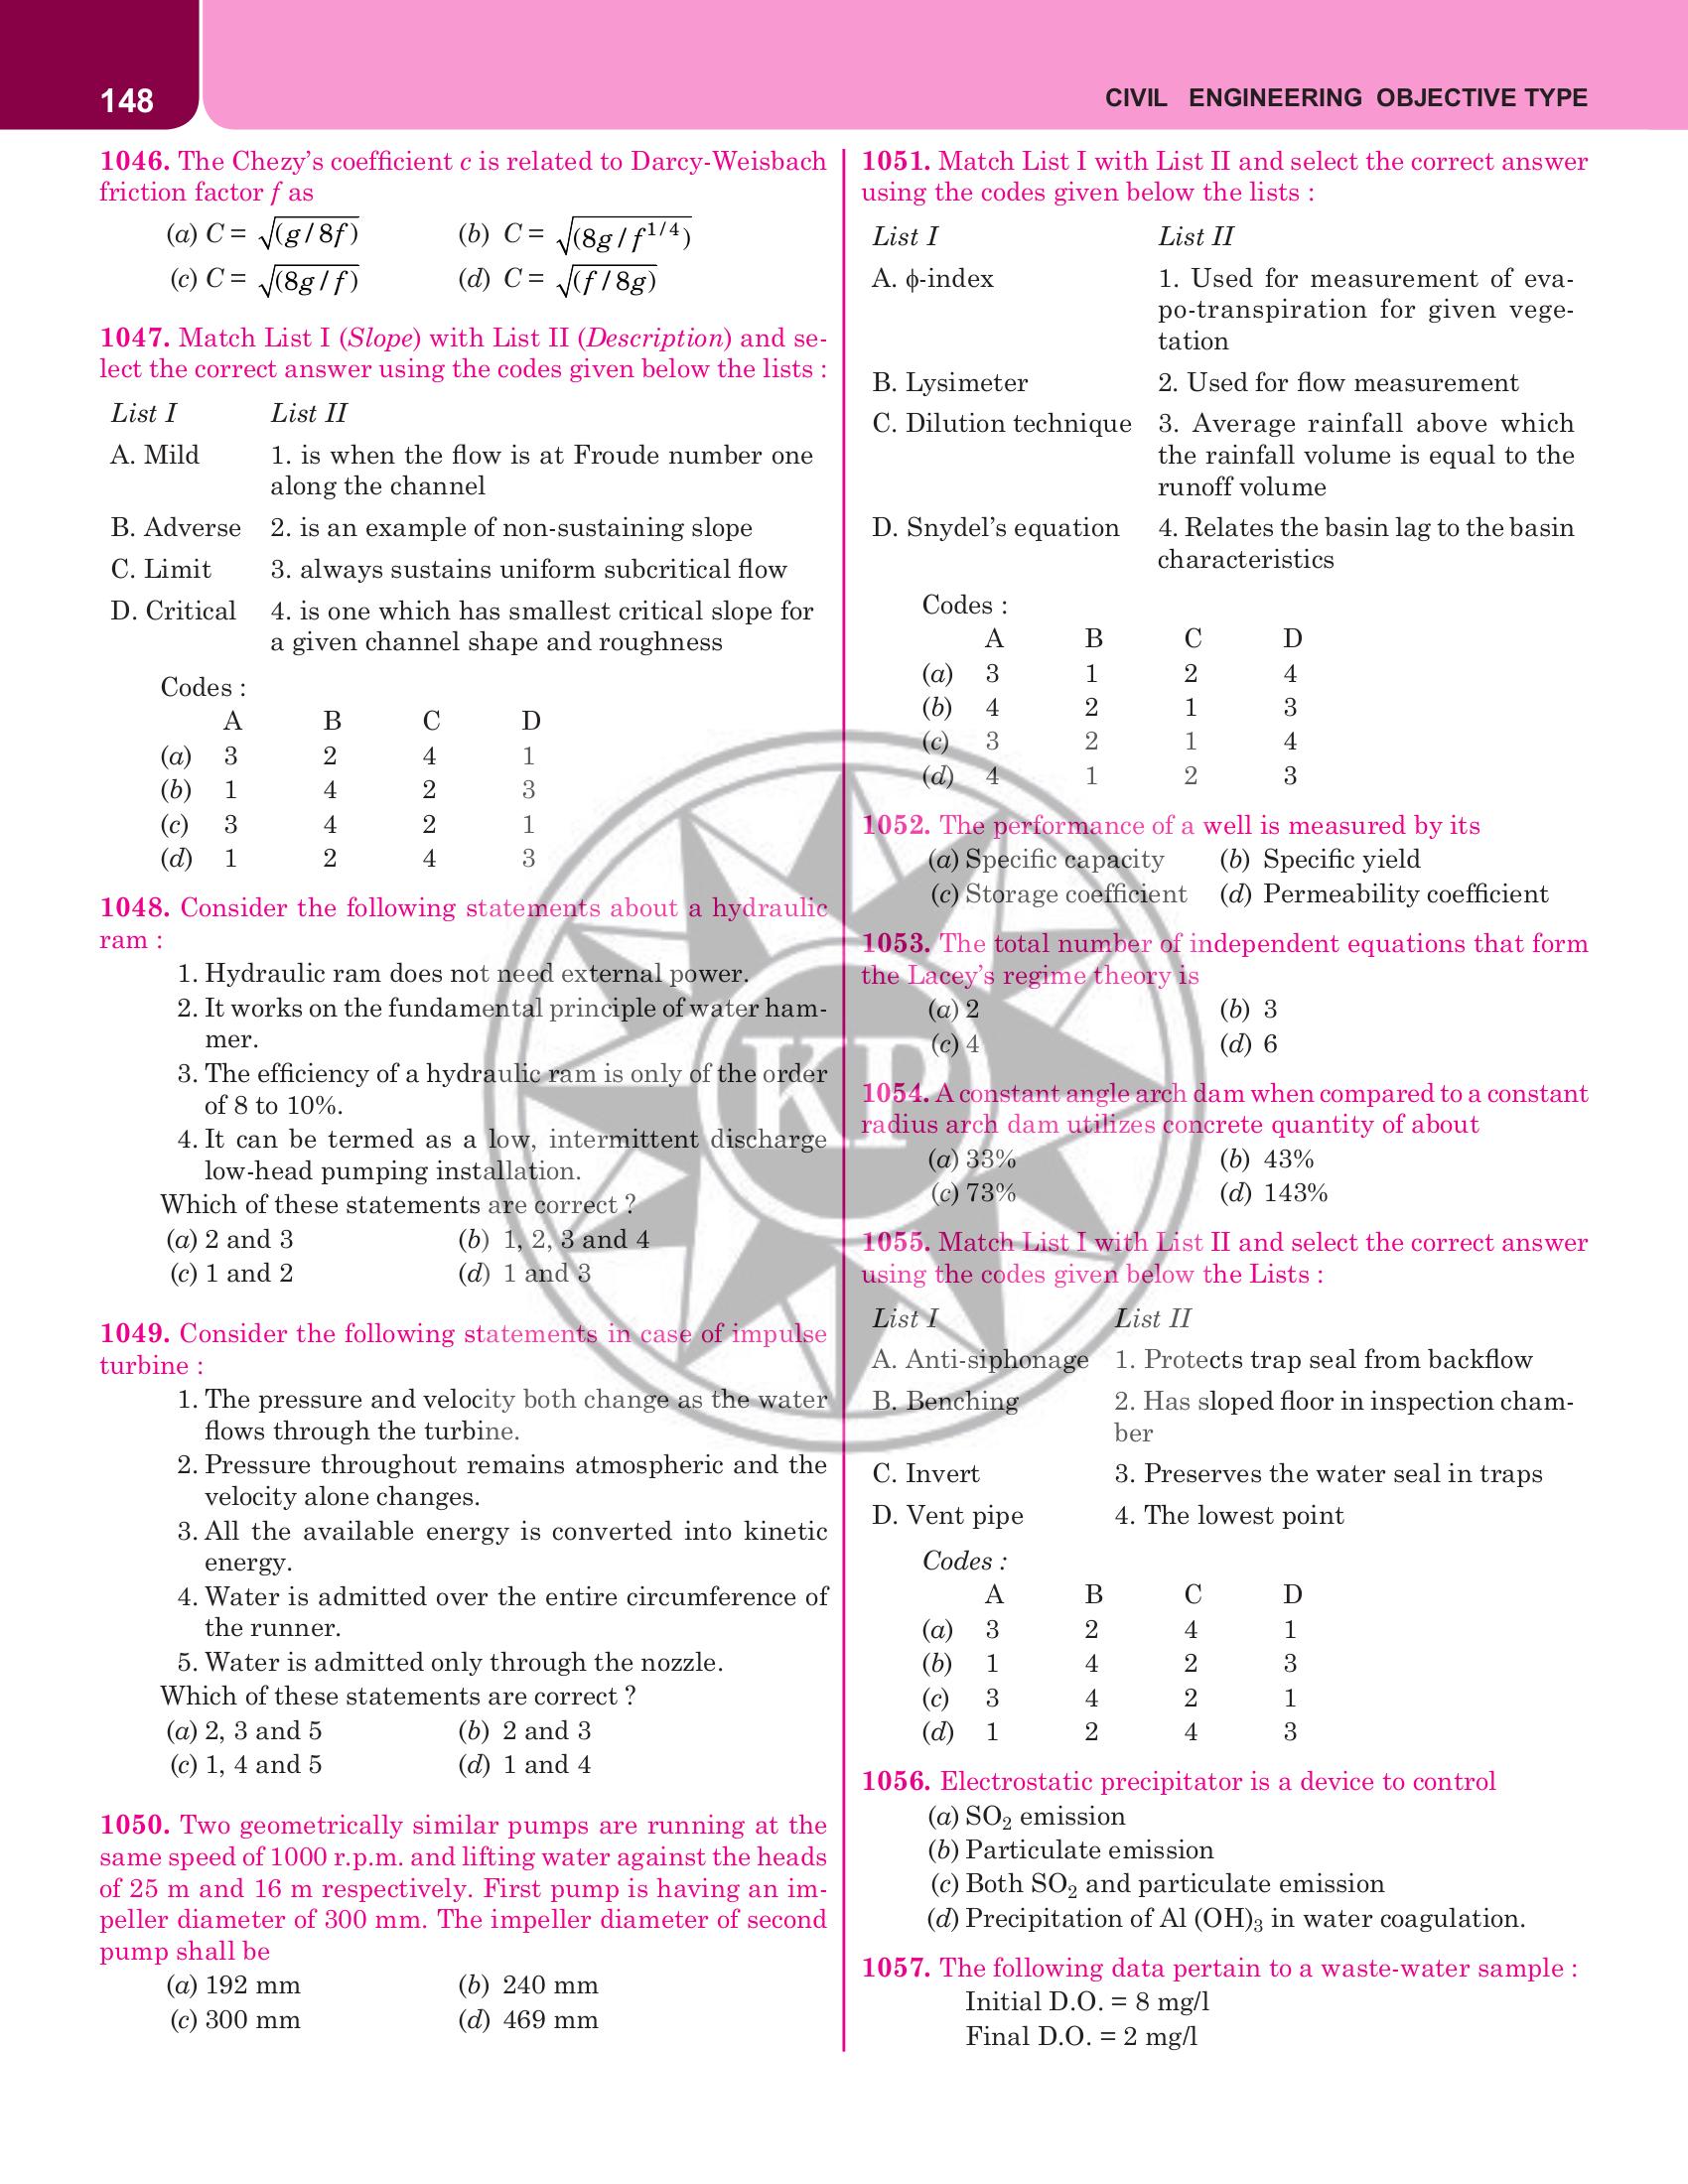 148
CIVIL ENGINEERING OBJECTIVE TYPE
1046. The Chezy's coefficient c is related to Darcy-Weisbach
friction factor f as
(a) C = √(g/8f) (b) C = √(8g/f^1/4)
(c) C = √(8g/f) (d) C = √(f/8g)
1047. Match List I (Slope) with List II (Description) and se-
lect the correct answer using the codes given below the lists :
List I List II
A. Mild 1. is when the flow is at Froude number one
along the channel
B. Adverse 2. is an example of non-sustaining slope
C. Limit 3. always sustains uniform subcritical flow
D. Critical 4. is one which has smallest critical slope for
a given channel shape and roughness
Codes :
A B C D
(a) 3 2 4 1
(b) 1 4 2 3
(c) 3 4 2 1
(d) 1 2 4 3
1048. Consider the following statements about a hydraulic
ram :
1. Hydraulic ram does not need external power.
2. It works on the fundamental principle of water ham-
mer.
3. The efficiency of a hydraulic ram is only of the order
of 8 to 10%.
4. It can be termed as a low, intermittent discharge
low-head pumping installation.
Which of these statements are correct ?
(a) 2 and 3 (b) 1, 2, 3 and 4
(c) 1 and 2 (d) 1 and 3
1049. Consider the following statements in case of impulse
turbine :
1. The pressure and velocity both change as the water
flows through the turbine.
2. Pressure throughout remains atmospheric and the
velocity alone changes.
3. All the available energy is converted into kinetic
energy.
4. Water is admitted over the entire circumference of
the runner.
5. Water is admitted only through the nozzle.
Which of these statements are correct ?
(a) 2, 3 and 5 (b) 2 and 3
(c) 1, 4 and 5 (d) 1 and 4
1050. Two geometrically similar pumps are running at the
same speed of 1000 r.p.m. and lifting water against the heads
of 25 m and 16 m respectively. First pump is having an im-
peller diameter of 300 mm. The impeller diameter of second
pump shall be
(a) 192 mm (b) 240 mm
(c) 300 mm (d) 469 mm
1051. Match List I with List II and select the correct answer
using the codes given below the lists :
List I List II
A. ϕ-index 1. Used for measurement of eva-
po-transpiration for given vege-
tation
B. Lysimeter 2. Used for flow measurement
C. Dilution technique 3. Average rainfall above which
the rainfall volume is equal to the
runoff volume
D. Snydel's equation 4. Relates the basin lag to the basin
characteristics
Codes :
A B C D
(a) 3 1 2 4
(b) 4 2 1 3
(c) 3 2 1 4
(d) 4 1 2 3
1052. The performance of a well is measured by its
(a) Specific capacity (b) Specific yield
(c) Storage coefficient (d) Permeability coefficient
1053. The total number of independent equations that form
the Lacey's regime theory is
(a) 2 (b) 3
(c) 4 (d) 6
1054. A constant angle arch dam when compared to a constant
radius arch dam utilizes concrete quantity of about
(a) 33% (b) 43%
(c) 73% (d) 143%
1055. Match List I with List II and select the correct answer
using the codes given below the Lists :
List I List II
A. Anti-siphonage 1. Protects trap seal from backflow
B. Benching 2. Has sloped floor in inspection cham-
ber
C. Invert 3. Preserves the water seal in traps
D. Vent pipe 4. The lowest point
Codes :
A B C D
(a) 3 2 4 1
(b) 1 4 2 3
(c) 3 4 2 1
(d) 1 2 4 3
1056. Electrostatic precipitator is a device to control
(a) SO₂ emission
(b) Particulate emission
(c) Both SO₂ and particulate emission
(d) Precipitation of Al (OH)₃ in water coagulation.
1057. The following data pertain to a waste-water sample :
Initial D.O. = 8 mg/l
Final D.O. = 2 mg/l
KP